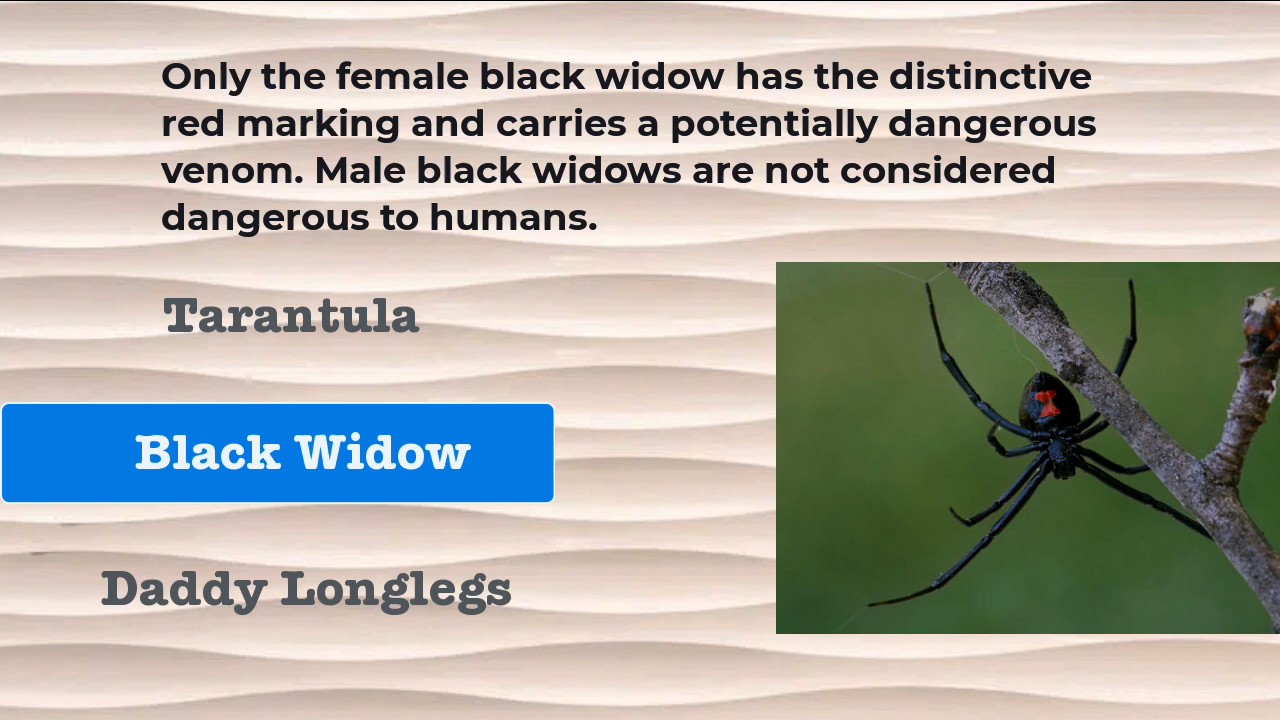 Only the female black widow has the distinctive
red marking and carries a potentially dangerous
venom. Male black widows are not considered
dangerous to humans.
Tarantula
Black Widow
Daddy Longlegs